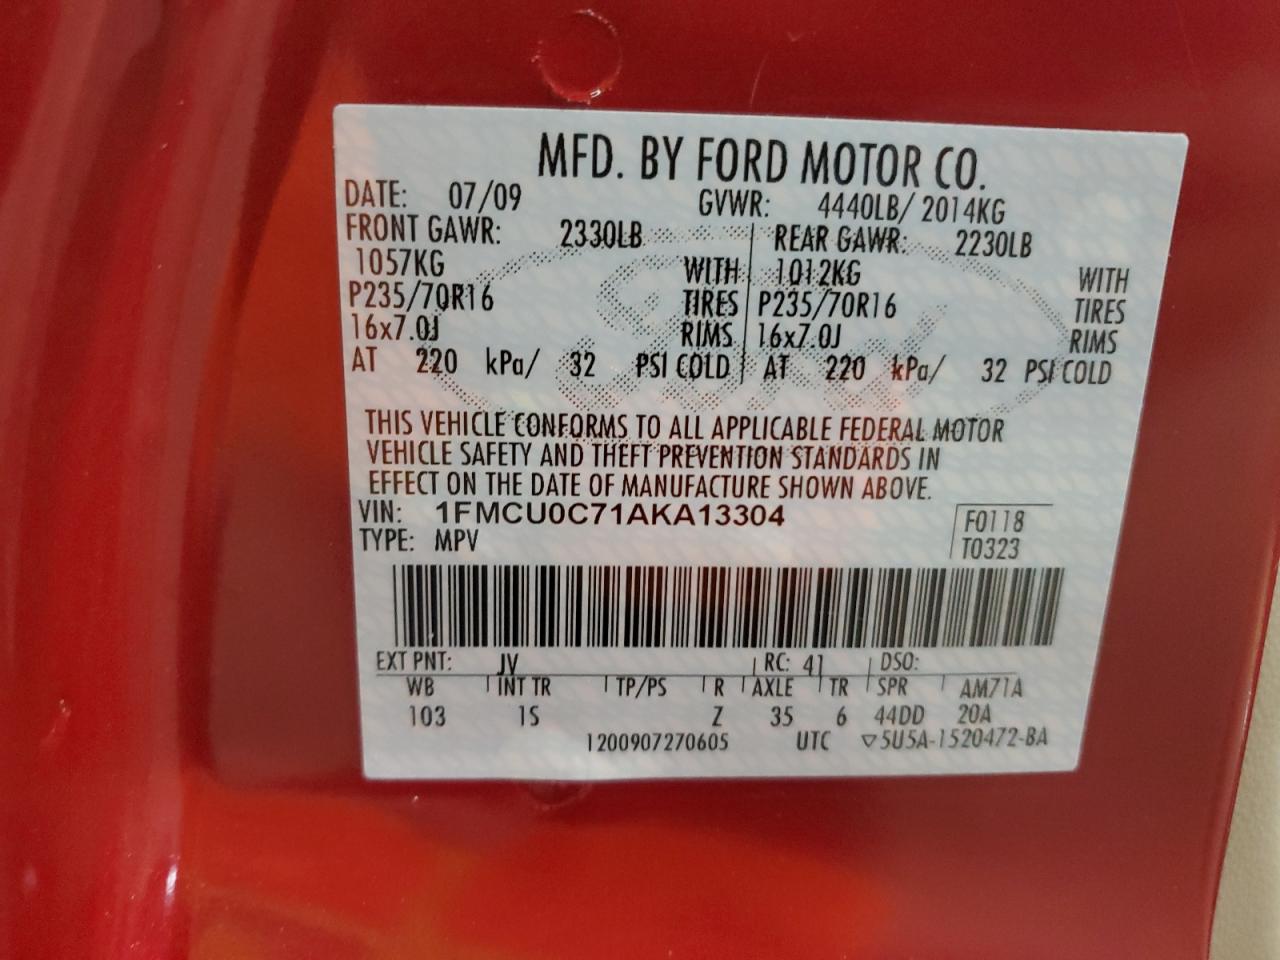 MFD. BY FORD MOTOR CO.
DATE: 07/09 GVWR: 4440LB/ 2014KG
FRONT GAWR: 2330LB REAR GAWR: 2230LB
1057KG WITH 1012KG WITH
P235/70R16 TIRES P235/70R16 TIRES
16x7.0J RIMS 16x7.0J RIMS
AT 220 kPa/ 32 PSI COLD AT 220 kPa/ 32 PSI COLD
THIS VEHICLE CONFORMS TO ALL APPLICABLE FEDERAL MOTOR
VEHICLE SAFETY AND THEFT PREVENTION STANDARDS IN
EFFECT ON THE DATE OF MANUFACTURE SHOWN ABOVE.
VIN: 1FMCU0C71AKA13304 F0118
TYPE: MPV T0323
EXT PNT: JV RC: 41 DSO:
WB INT TR TP/PS R AXLE TR SPR AM71A
103 1S Z 35 6 44DD 20A
1200907270605 UTC ▽5U5A-1520472-BA